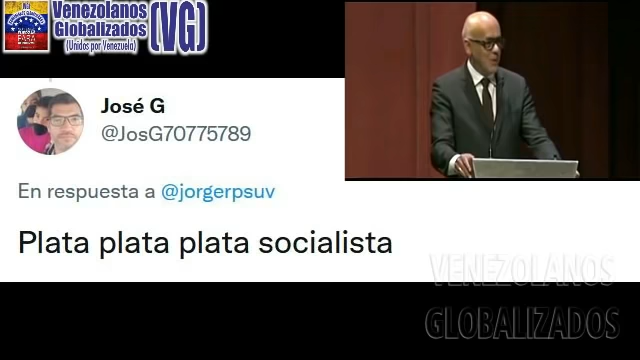 Venezolanos
Globalizados
(Unidos por Venezuela)
(VG)
José G
@JosG70775789
En respuesta a @jorgerpsuv
Plata plata plata socialista
VENEZOLANOS
GLOBALIZADOS